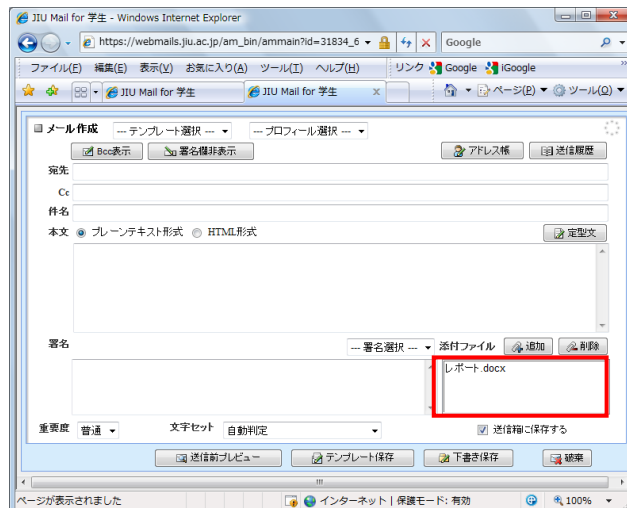 JIU Mail for 学生 - Windows Internet Explorer
https://webmails.jiu.ac.jp/am_bin/ammain?id=31834_6 Google
ファイル(F) 編集(E) 表示(V) お気に入り(A) ツール(T) ヘルプ(H) リンク Google iGoogle
JIU Mail for 学生 JIU Mail for 学生 x ページ(P) ツール(O)
メール作成 --- テンプレート選択 --- --- プロフィール選択 ---
Bcc表示 署名欄非表示 アドレス帳 送信履歴
宛先
Cc
件名
本文 プレーンテキスト形式 HTML形式 定型文
署名 --- 署名選択 --- 添付ファイル 追加 削除
レポート.docx
重要度 普通 文字セット 自動判定 送信箱に保存する
送信前プレビュー テンプレート保存 下書き保存 破棄
ページが表示されました インターネット | 保護モード: 有効 100%